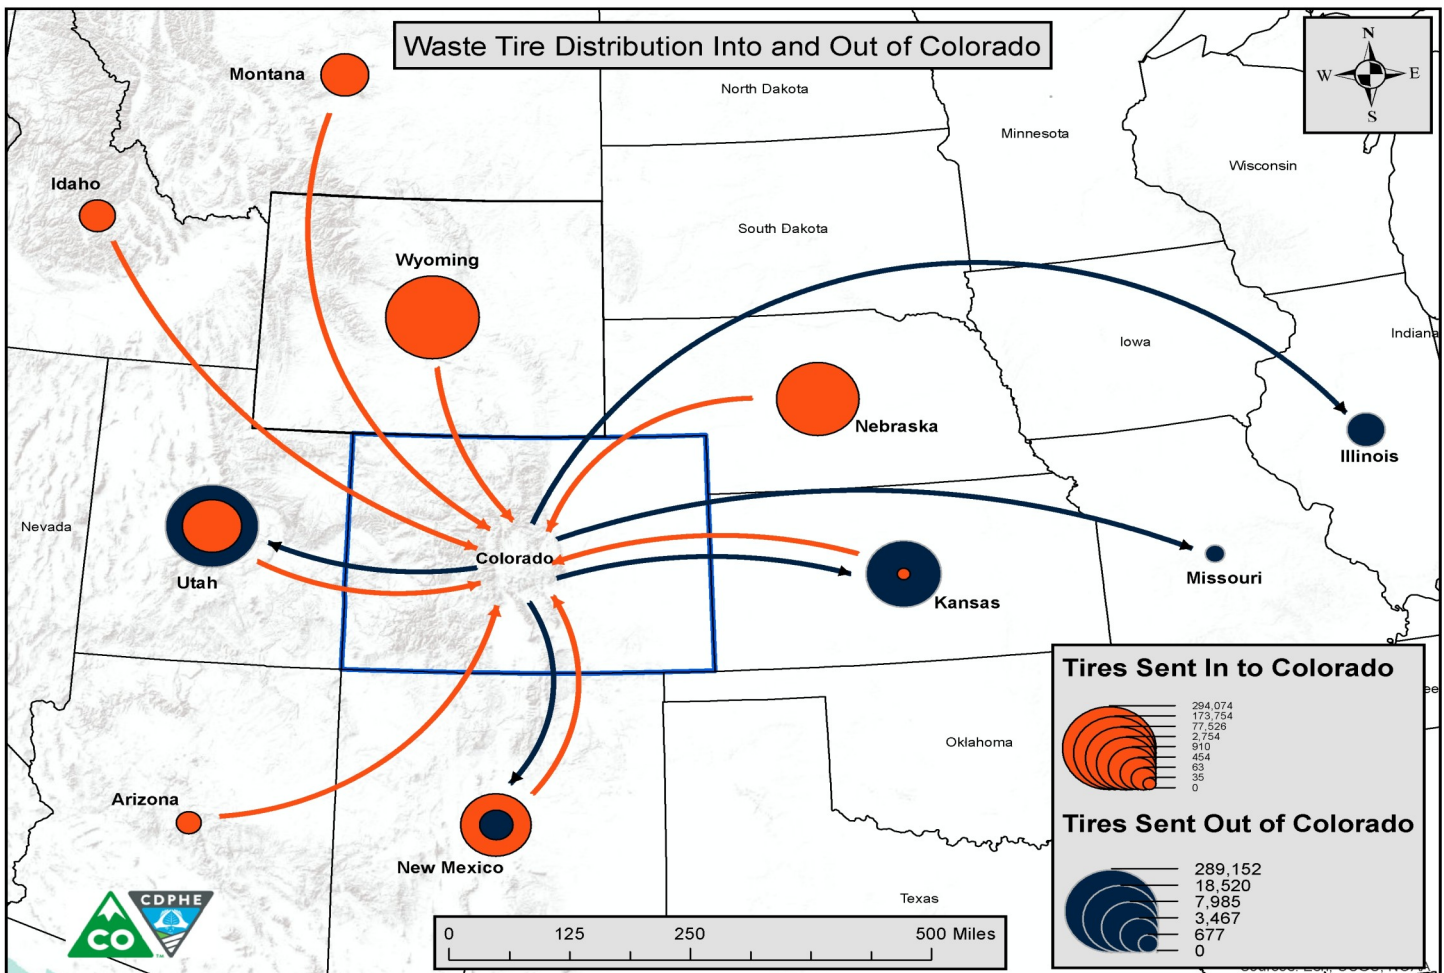 Waste Tire Distribution Into and Out of Colorado
N
W
E
S
Montana
North Dakota
Minnesota
Wisconsin
Idaho
South Dakota
Wyoming
Indiana
Iowa
Nebraska
Illinois
Nevada
Colorado
Utah
Missouri
Kansas
Tires Sent In to Colorado
294,074
173,754
77,526
2,754
910
454
63
35
0
Oklahoma
Arizona
New Mexico
Tires Sent Out of Colorado
289,152
18,520
7,985
3,467
677
0
Texas
CDPHE
CO
TM
0 125 250 500 Miles